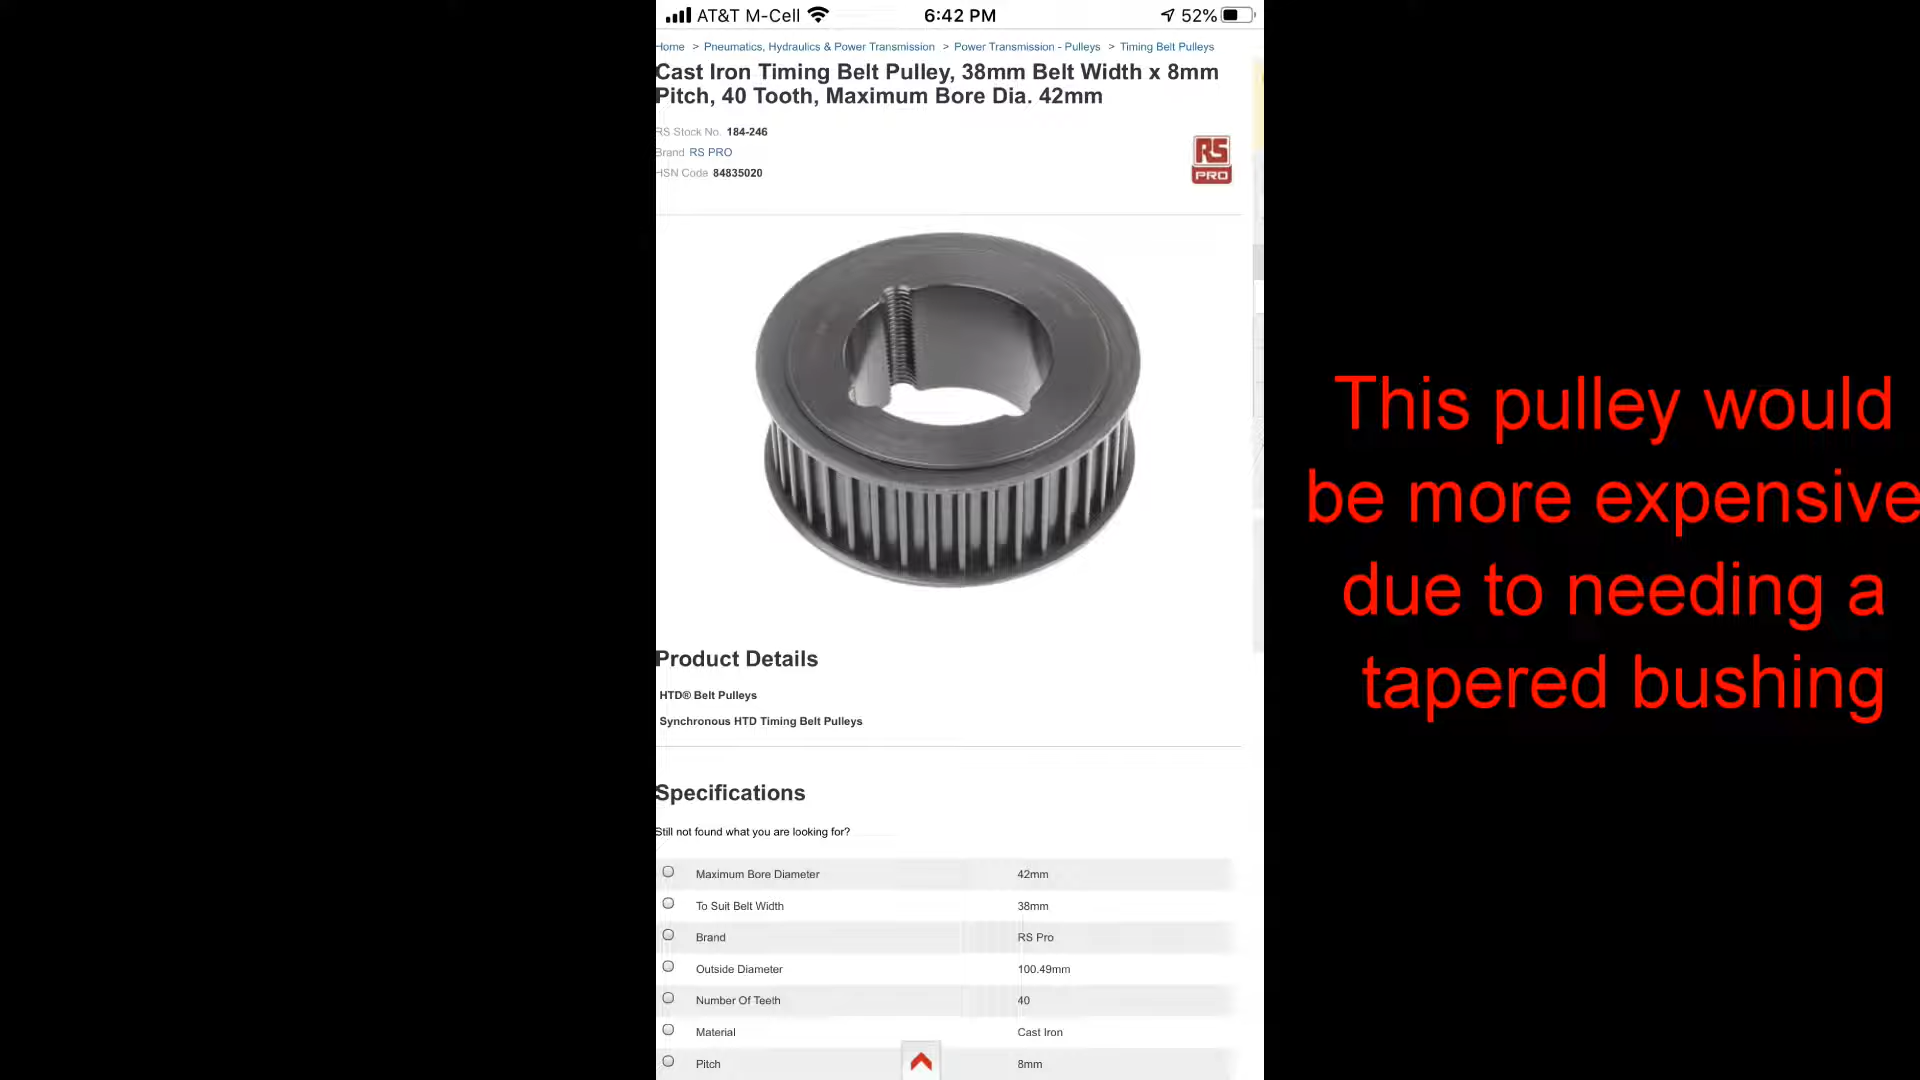 AT&T M-Cell 6:42 PM 52%
Home > Pneumatics, Hydraulics & Power Transmission > Power Transmission - Pulleys > Timing Belt Pulleys
Cast Iron Timing Belt Pulley, 38mm Belt Width x 8mm
Pitch, 40 Tooth, Maximum Bore Dia. 42mm
RS Stock No. 184-246
Brand RS PRO
HSN Code 84835020
RS
PRO
Product Details
HTD® Belt Pulleys
Synchronous HTD Timing Belt Pulleys
Specifications
Still not found what you are looking for?
Maximum Bore Diameter 42mm
To Suit Belt Width 38mm
Brand RS Pro
Outside Diameter 100.49mm
Number Of Teeth 40
Material Cast Iron
Pitch 8mm
This pulley would
be more expensive
due to needing a
tapered bushing